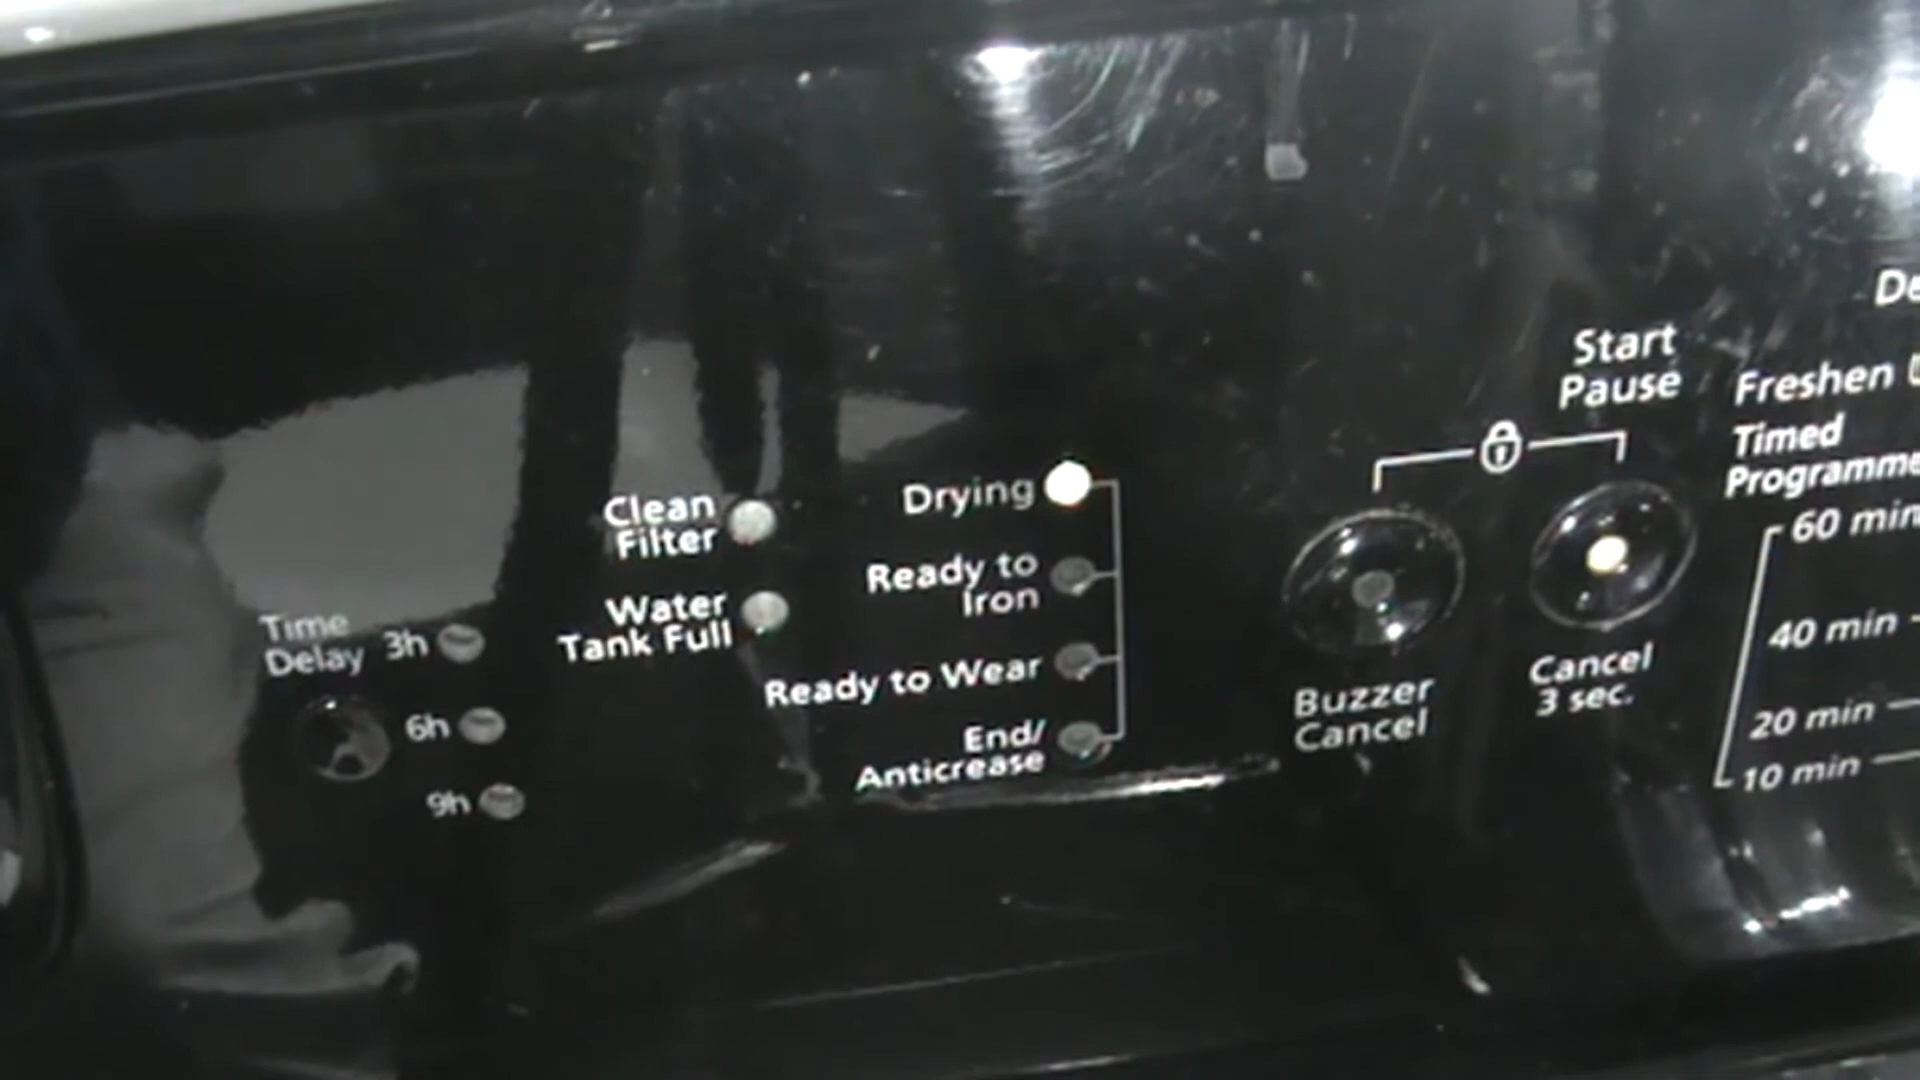 Time
Delay
3h
6h
9h
Clean
Filter
Water
Tank Full
Drying
Ready to
Iron
Ready to Wear
End/
Anticrease
Buzzer
Cancel
Start
Pause
Cancel
3 sec.
Freshen
Timed
60 min
40 min
20 min
10 min